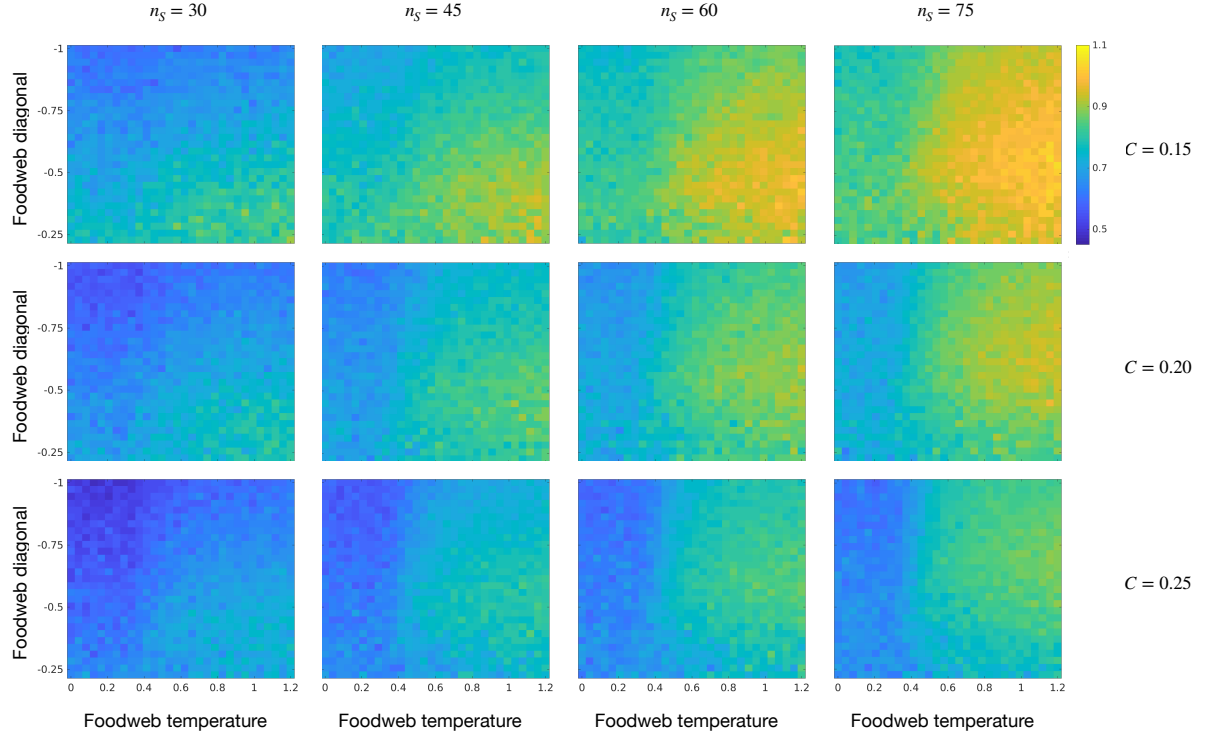 n_S = 30 n_S = 45 n_S = 60 n_S = 75
Foodweb diagonal
-1
-0.75
-0.5
-0.25
1.1
0.9
0.7
0.5
C = 0.15
Foodweb diagonal
-1
-0.75
-0.5
-0.25
C = 0.20
Foodweb diagonal
-1
-0.75
-0.5
-0.25
C = 0.25
0 0.2 0.4 0.6 0.8 1 1.2 0 0.2 0.4 0.6 0.8 1 1.2 0 0.2 0.4 0.6 0.8 1 1.2 0 0.2 0.4 0.6 0.8 1 1.2
Foodweb temperature Foodweb temperature Foodweb temperature Foodweb temperature